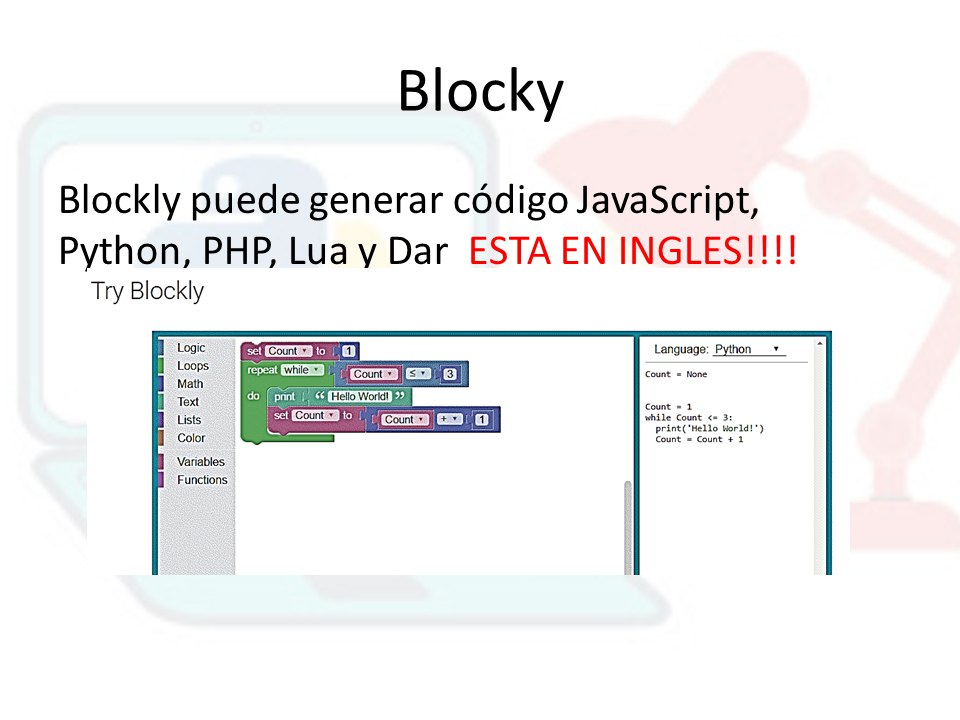 Blocky
Blockly puede generar código JavaScript,
Python, PHP, Lua y Dar ESTA EN INGLES!!!!
Try Blockly
Logic
Loops
Math
Text
Lists
Color
Variables
Functions
set Count to 1
repeat while Count ≤ 3
do print “ Hello World! ”
set Count to Count + 1
Language: Python
Count = None
Count = 1
while Count <= 3:
print('Hello World!')
Count = Count + 1